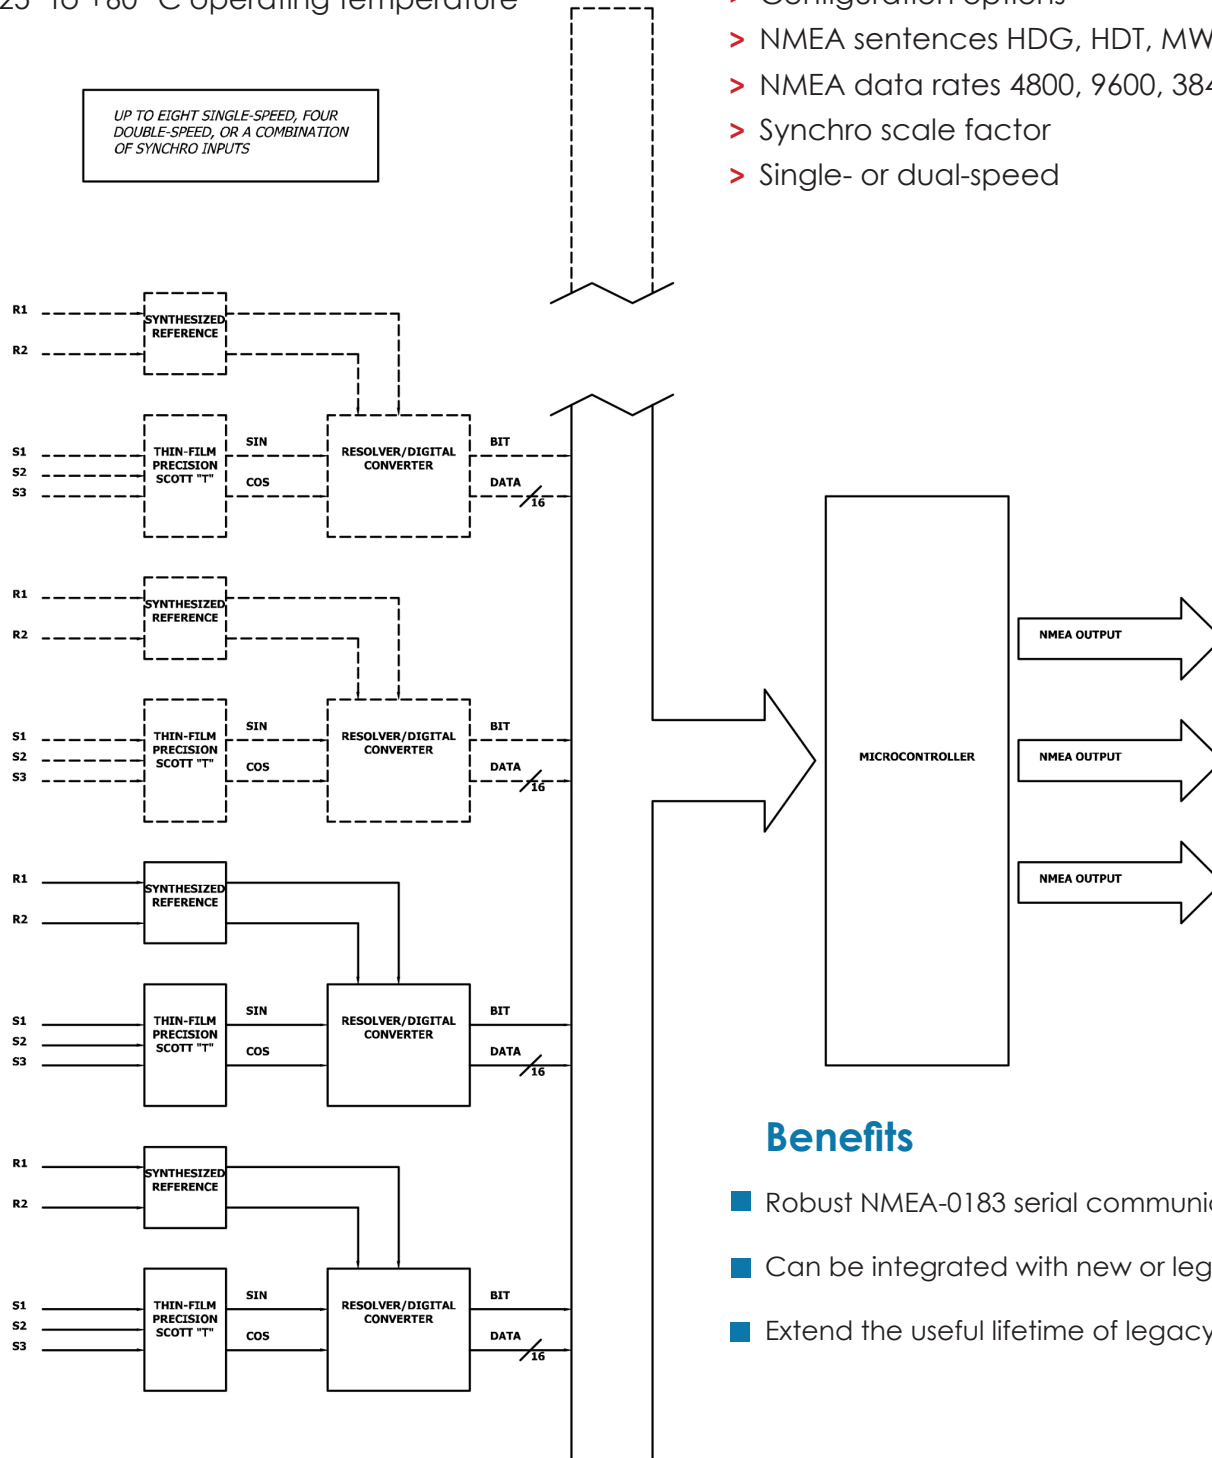 to +60° C operating temperature
Configuration options
> NMEA sentences HDG, HDT,
> NMEA data rates 4800, 9600,
> Synchro scale factor
> Single- or dual-speed
UP TO EIGHT SINGLE-SPEED, FOUR
DOUBLE-SPEED, OR A COMBINATION
OF SYNCHRO INPUTS
R1
R2
SYNTHESIZED
REFERENCE
S1
S2
S3
THIN-FILM
PRECISION
SCOTT "T"
SIN
COS
RESOLVER/DIGITAL
CONVERTER
BIT
DATA
16
R1
R2
SYNTHESIZED
REFERENCE
S1
S2
S3
THIN-FILM
PRECISION
SCOTT "T"
SIN
COS
RESOLVER/DIGITAL
CONVERTER
BIT
DATA
16
R1
R2
SYNTHESIZED
REFERENCE
S1
S2
S3
THIN-FILM
PRECISION
SCOTT "T"
SIN
COS
RESOLVER/DIGITAL
CONVERTER
BIT
DATA
16
R1
R2
SYNTHESIZED
REFERENCE
S1
S2
S3
THIN-FILM
PRECISION
SCOTT "T"
SIN
COS
RESOLVER/DIGITAL
CONVERTER
BIT
DATA
16
MICROCONTROLLER
NMEA OUTPUT
NMEA OUTPUT
NMEA OUTPUT
Benefits
Robust NMEA-0183 serial
Can be integrated with new or
Extend the useful lifetime of legacy